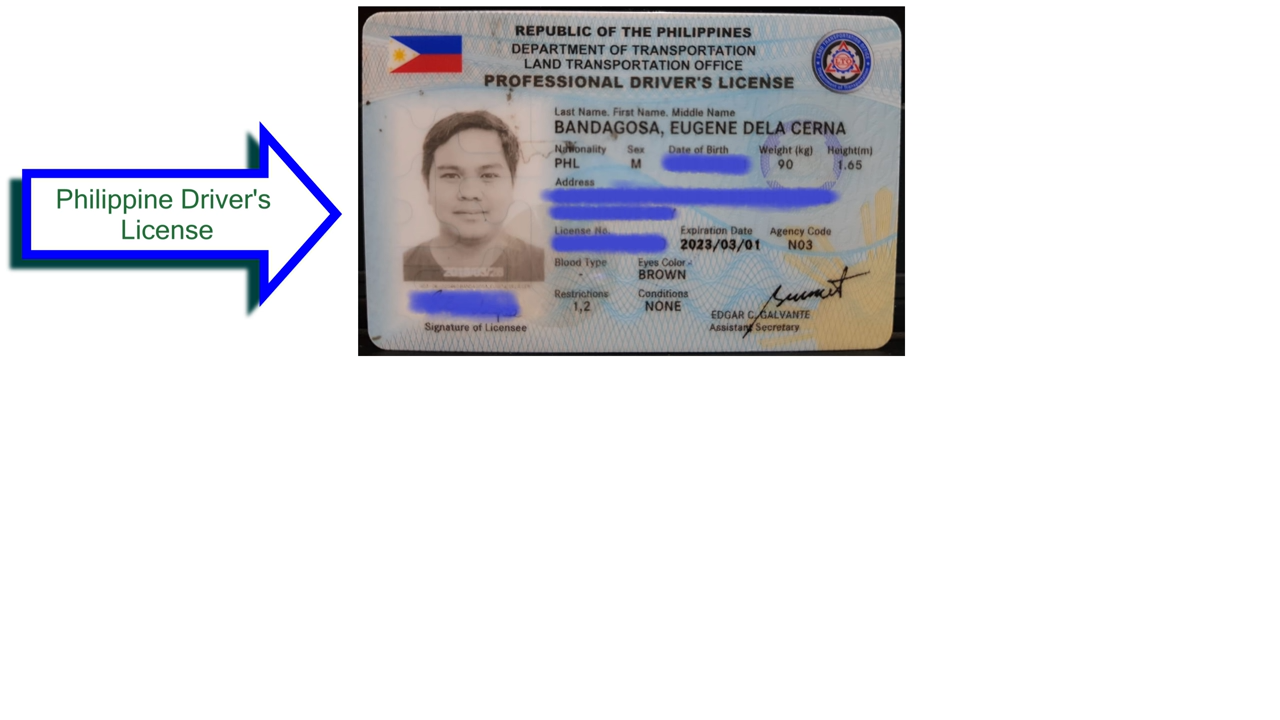 Philippine Driver's
License
REPUBLIC OF THE PHILIPPINES
DEPARTMENT OF TRANSPORTATION
LAND TRANSPORTATION OFFICE
PROFESSIONAL DRIVER'S LICENSE
Last Name. First Name. Middle Name
BANDAGOSA, EUGENE DELA CERNA
Nationality Sex Date of Birth Weight (kg) Height(m)
PHL M 90 1.65
Address
License No. Expiration Date Agency Code
2023/03/01 N03
Blood Type Eyes Color
- BROWN
Restrictions Conditions
1,2 NONE
EDGAR C. GALVANTE
Assistant Secretary
Signature of Licensee